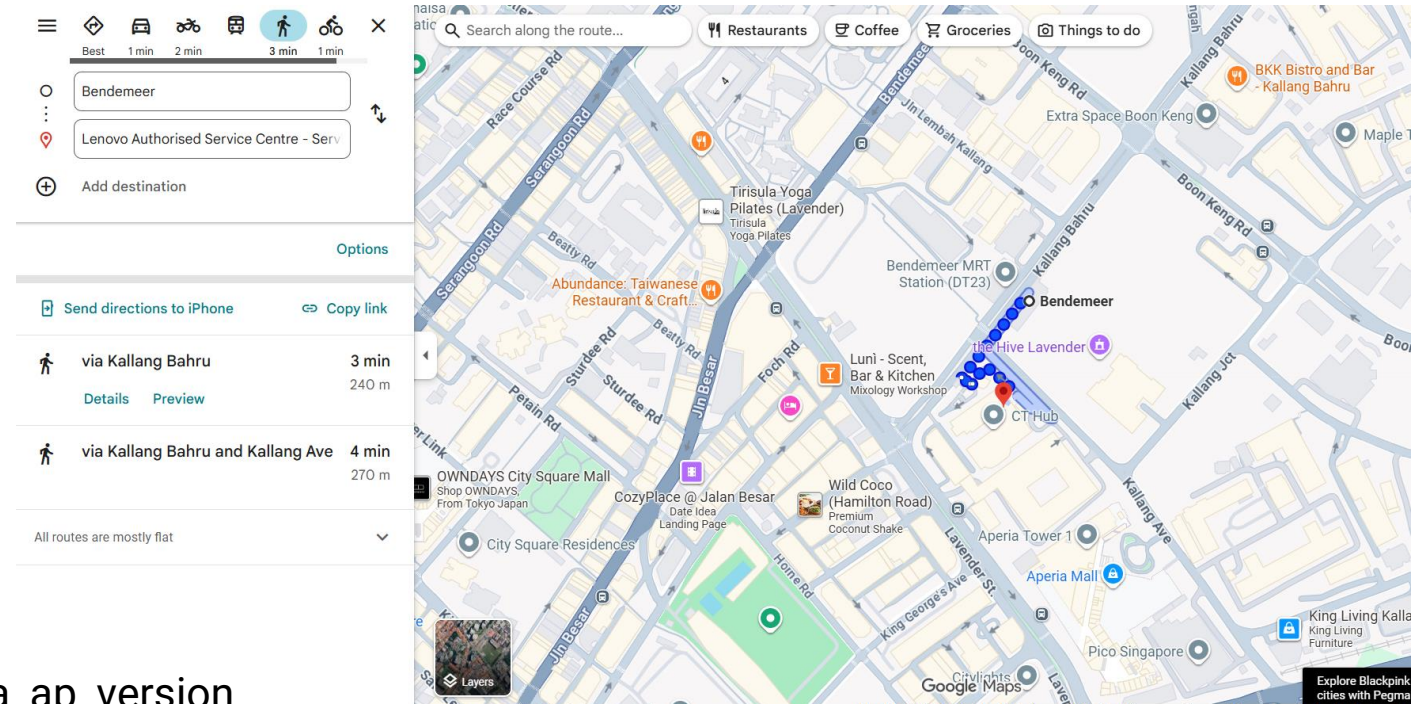 Best
1 min
2 min
3 min
1 min
Bendemeer
Lenovo Authorised Service Centre - Serv
Add destination
Options
Send directions to iPhone
Copy link
via Kallang Bahru
3 min
240 m
Details
Preview
via Kallang Bahru and Kallang Ave
4 min
270 m
All routes are mostly flat
Search along the route...
Restaurants
Coffee
Groceries
Things to do
Race Course Rd
Serangoon Rd
Serangoon Rd
Bendemeer
Jln Lembah Kallang
Boon Keng Rd
Kallang Bahru
BKK Bistro and Bar
- Kallang Bahru
Extra Space Boon Keng
Maple T
Boon Keng Rd
Tirisula Yoga
Pilates (Lavender)
Tirisula
Yoga Pilates
Beatty Rd
Kallang Bahru
Bendemeer MRT
Station (DT23)
Bendemeer
Abundance: Taiwanese
Restaurant & Craft...
the Hive Lavender
Boo
Beatty Rd
Sturdee Rd
Foch Rd
Lunì - Scent,
Bar & Kitchen
Mixology Workshop
Kallang Jct
CT Hub
Petain Rd
Sturdee Rd
Jln Besar
OWNDAYS City Square Mall
Shop OWNDAYS
From Tokyo Japan
CozyPlace @ Jalan Besar
Date Idea
Landing Page
Wild Coco
(Hamilton Road)
Premium
Coconut Shake
Kallang Ave
City Square Residences
Aperia Tower 1
Aperia Mall
Lavender St.
Home Rd
King George's Ave
Jln Besar
King Living Kalla
King Living
Furniture
Pico Singapore
Citylights
Google Maps
Layers
Explore Blackpink
cities with Pegma